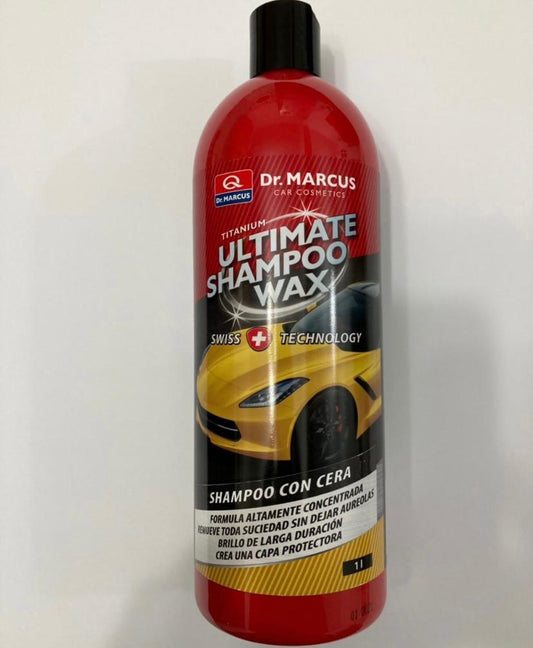 Dr. MARCUS
Dr. MARCUS
CAR COSMETICS
TITANIUM
ULTIMATE
SHAMPOO
WAX
SWISS TECHNOLOGY
SHAMPOO CON CERA
FORMULA ALTAMENTE CONCENTRADA
REMUEVE TODA SUCIEDAD SIN DEJAR AUREOLAS
BRILLO DE LARGA DURACIÓN
CREA UNA CAPA PROTECTORA
1 l